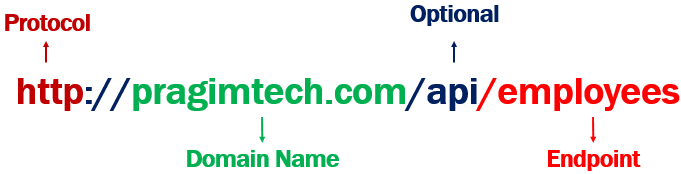 Protocol
Optional
http://pragimtech.com/api/employees
Domain Name
Endpoint